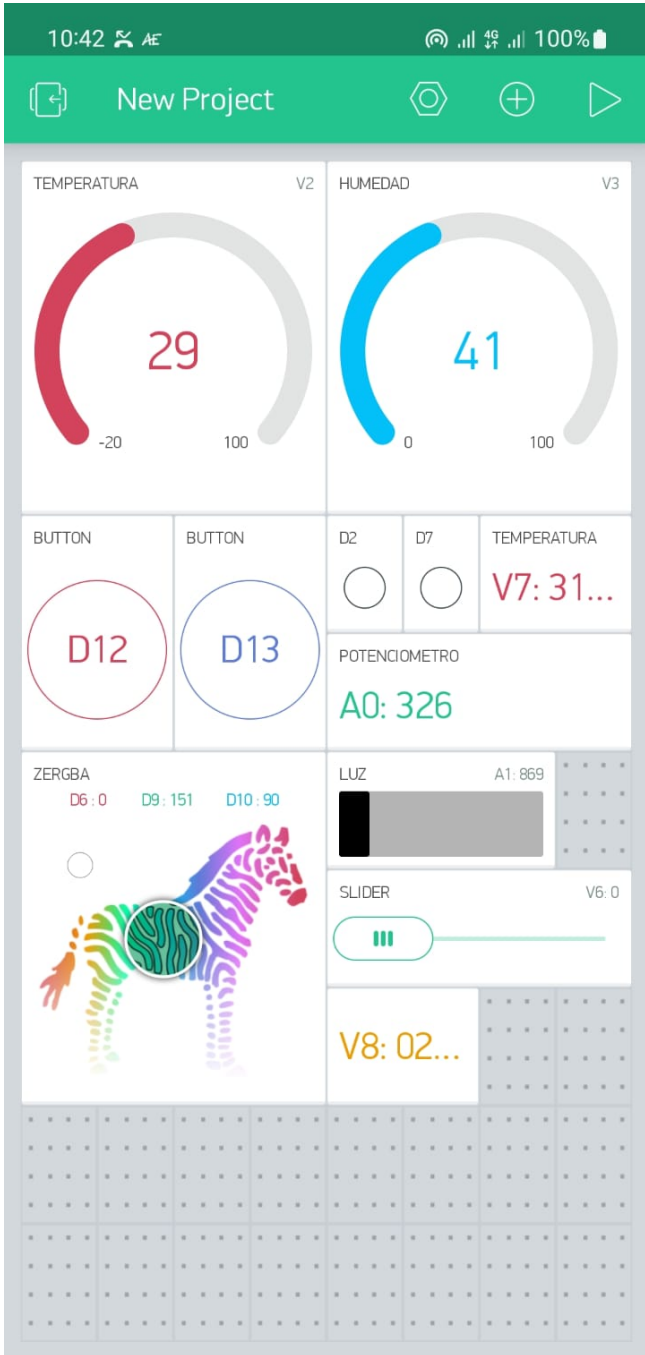 10:42 Æ 4G 100%
New Project
TEMPERATURA V2
29
-20 100
HUMEDAD V3
41
0 100
BUTTON
D12
BUTTON
D13
D2
D7
TEMPERATURA
V7: 31...
POTENCIOMETRO
A0: 326
ZERGBA
D6 : 0 D9 : 151 D10 : 90
LUZ A1: 869
SLIDER V6: 0
V8: 02...